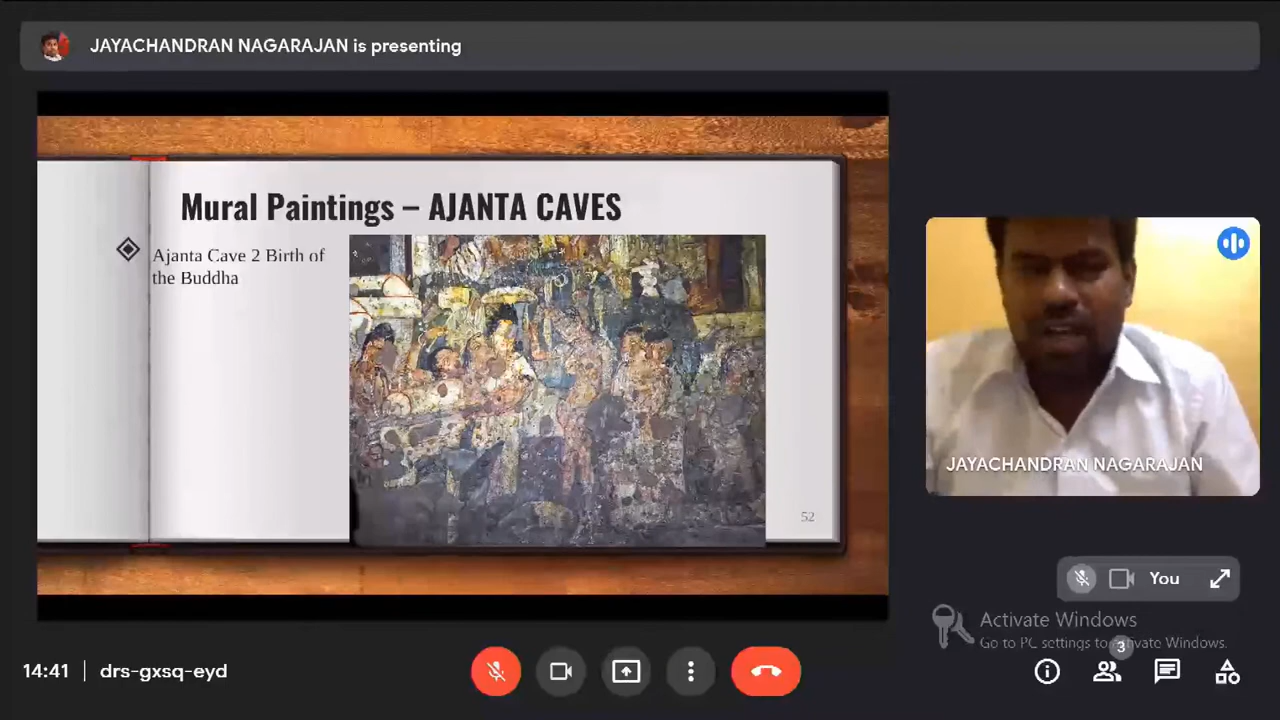 JAYACHANDRAN NAGARAJAN is presenting
Mural Paintings – AJANTA CAVES
Ajanta Cave 2 Birth of
the Buddha
52
JAYACHANDRAN NAGARAJAN
You
Activate Windows
Go to PC settings to activate Windows.
3
14:41
drs-gxsq-eyd